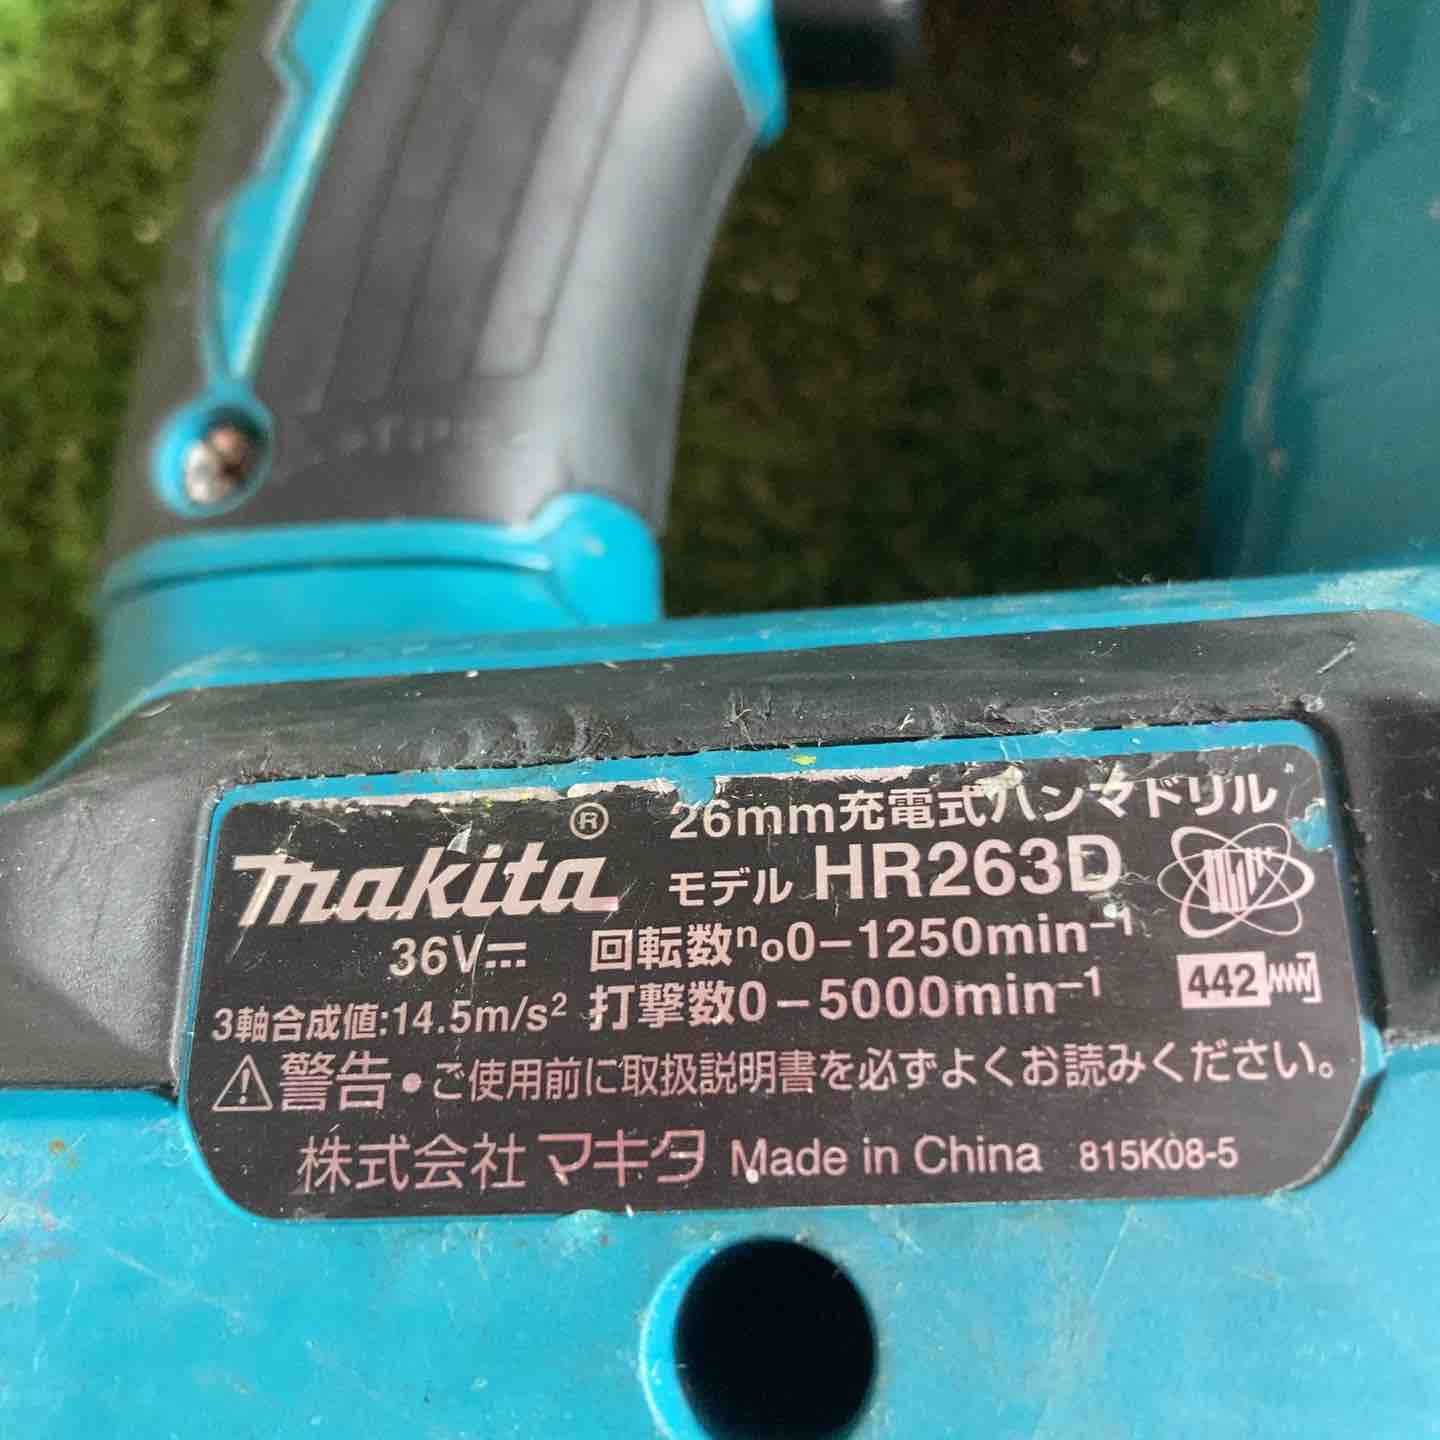 26mm充電式ハンマドリル
makita®
モデル HR263D
36V⎓ 回転数n₀0–1250min⁻¹
3軸合成値:14.5m/s² 打撃数0–5000min⁻¹
442
⚠警告•ご使用前に取扱説明書を必ずよくお読みください。
株式会社マキタ Made in China 815K08-5